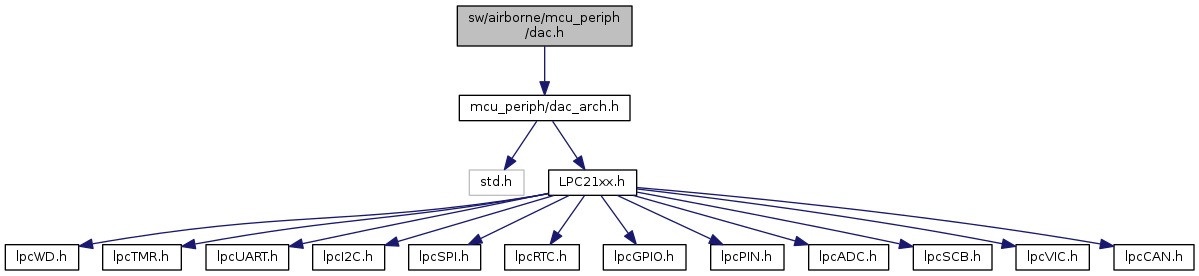 sw/airborne/mcu_periph
/dac.h
mcu_periph/dac_arch.h
std.h
LPC21xx.h
lpcWD.h
lpcTMR.h
lpcUART.h
lpcI2C.h
lpcSPI.h
lpcRTC.h
lpcGPIO.h
lpcPIN.h
lpcADC.h
lpcSCB.h
lpcVIC.h
lpcCAN.h